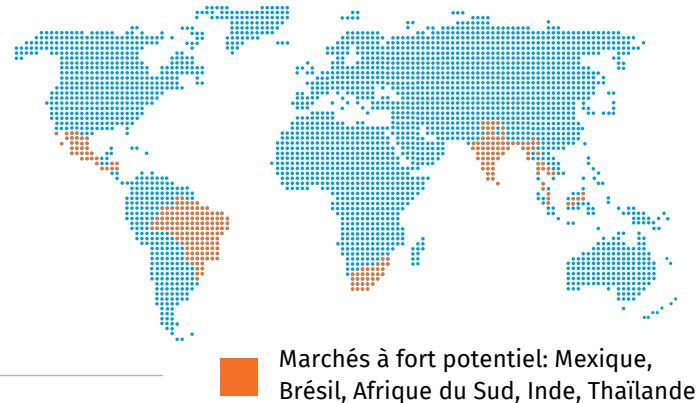 Marchés à fort potentiel: Mexique,
Brésil, Afrique du Sud, Inde, Thaïlande